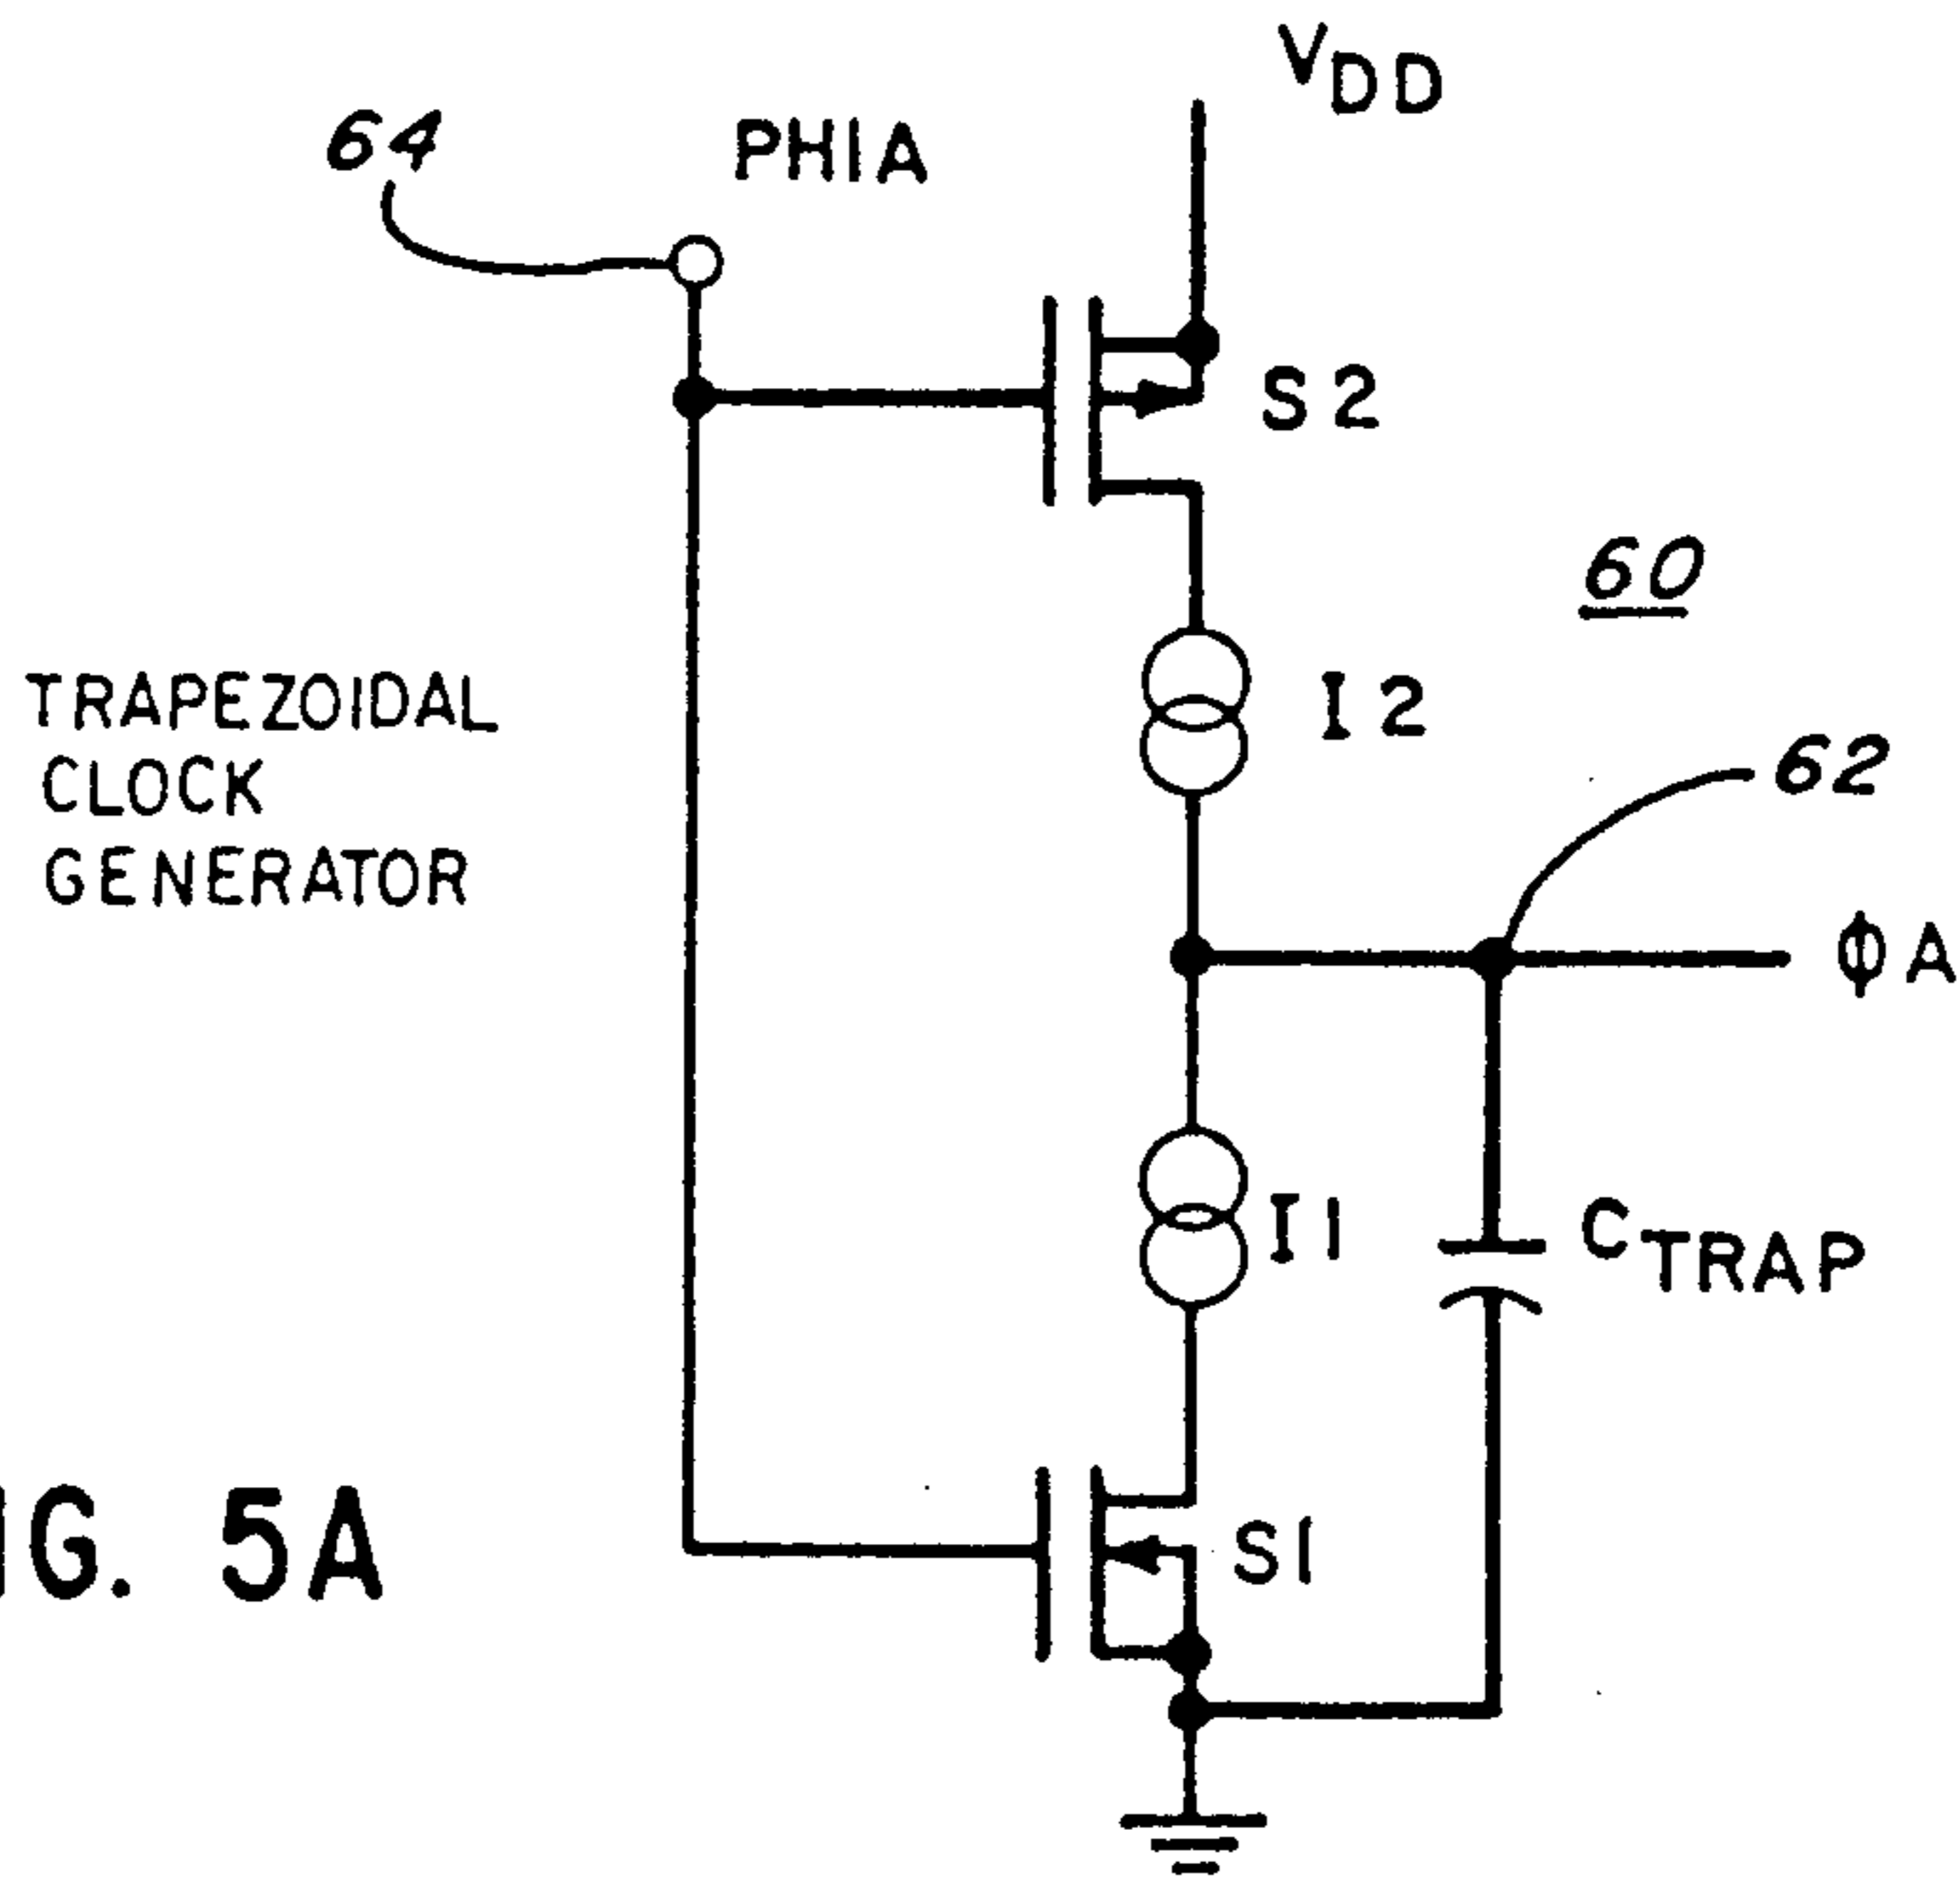 VDD
64
PHIA
S2
60
TRAPEZOIDAL
CLOCK
GENERATOR
I2
62
ΦA
I1
CTRAP
G. 5A
S1